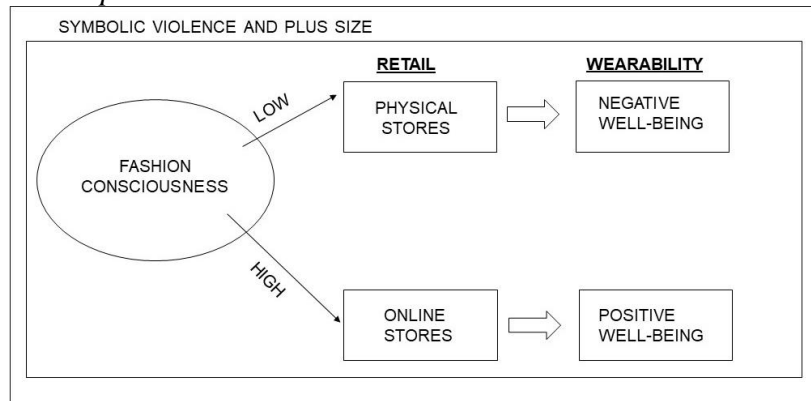 SYMBOLIC VIOLENCE AND PLUS SIZE
RETAIL
WEARABILITY
LOW
PHYSICAL
STORES
NEGATIVE
WELL-BEING
FASHION
CONSCIOUSNESS
HIGH
ONLINE
STORES
POSITIVE
WELL-BEING